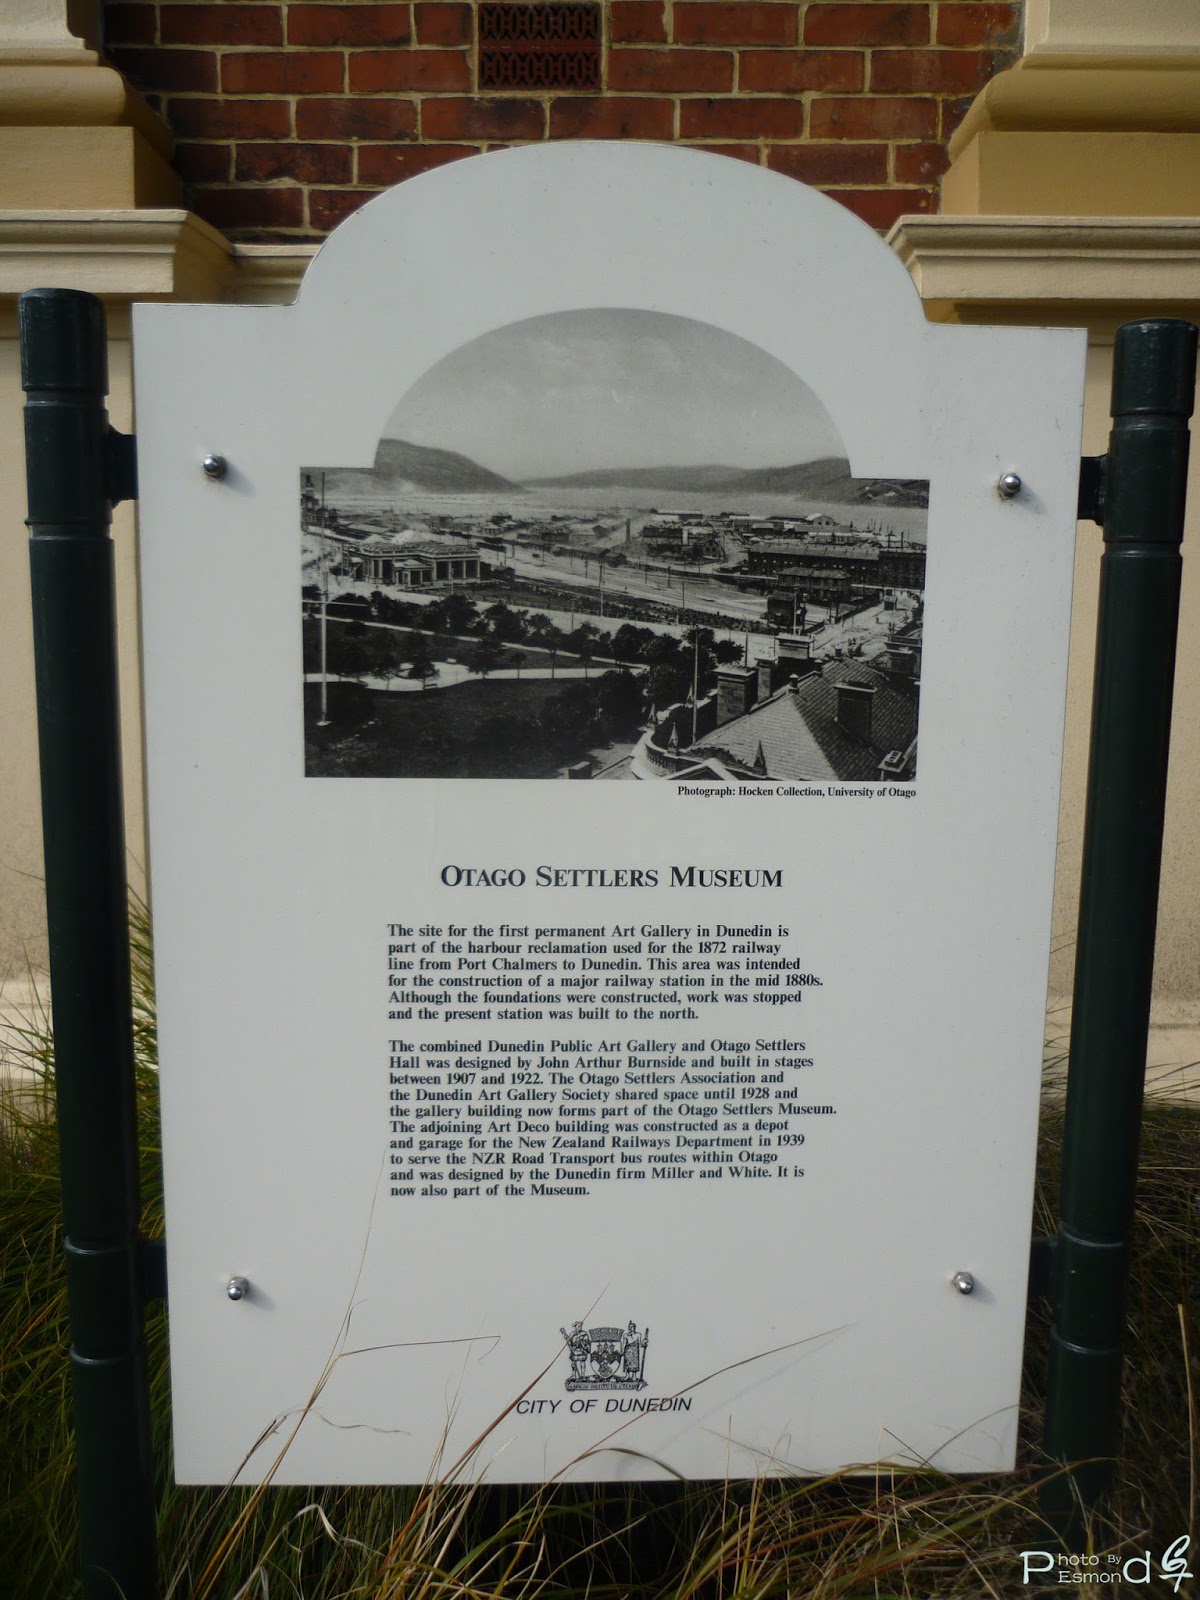 Photograph: Hocken Collection, University of Otago
OTAGO SETTLERS MUSEUM
The site for the first permanent Art Gallery in Dunedin is
part of the harbour reclamation used for the 1872 railway
line from Port Chalmers to Dunedin. This area was intended
for the construction of a major railway station in the mid 1880s.
Although the foundations were constructed, work was stopped
and the present station was built to the north.
The combined Dunedin Public Art Gallery and Otago Settlers
Hall was designed by John Arthur Burnside and built in stages
between 1907 and 1922. The Otago Settlers Association and
the Dunedin Art Gallery Society shared space until 1928 and
the gallery building now forms part of the Otago Settlers Museum.
The adjoining Art Deco building was constructed as a depot
and garage for the New Zealand Railways Department in 1939
to serve the NZR Road Transport bus routes within Otago
and was designed by the Dunedin firm Miller and White. It is
now also part of the Museum.
CITY OF DUNEDIN
Photo By
Esmond